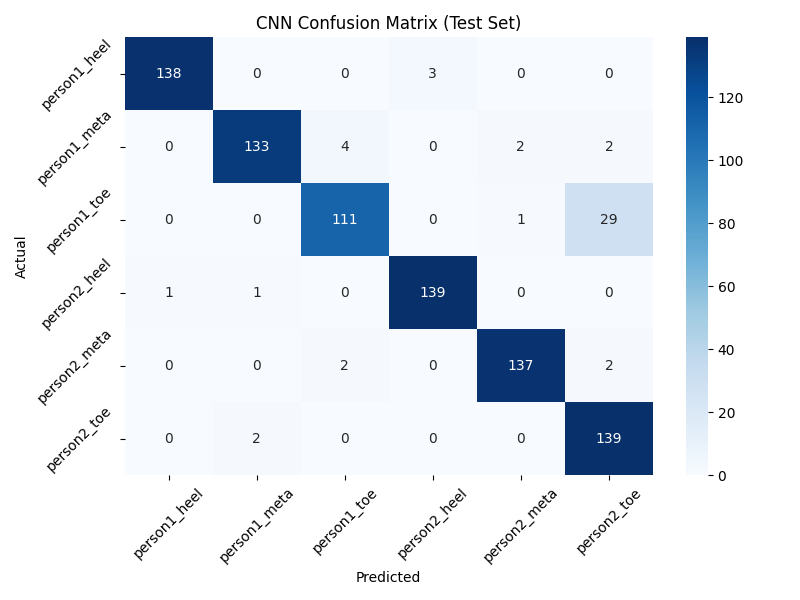 CNN Confusion Matrix (Test Set)
person1_heel 138 0 0 3 0 0
person1_meta 0 133 4 0 2 2
person1_toe 0 0 111 0 1 29
person2_heel 1 1 0 139 0 0
person2_meta 0 0 2 0 137 2
person2_toe 0 2 0 0 0 139
person1_heel person1_meta person1_toe person2_heel person2_meta person2_toe
Predicted
Actual
120
100
80
60
40
20
0